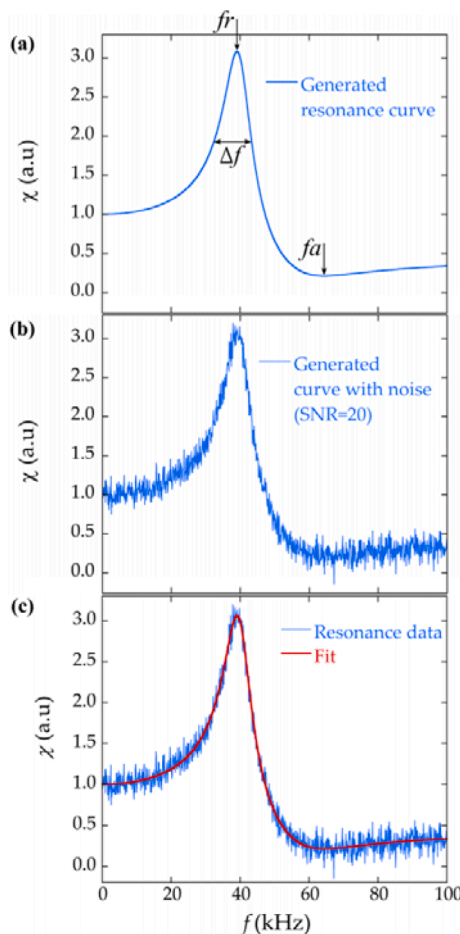 (a)
fr
Generated
resonance curve
Δf
fa
χ (a.u)
3.0
2.5
2.0
1.5
1.0
0.5
0.0
(b)
Generated
curve with noise
(SNR=20)
χ (a.u)
3.0
2.5
2.0
1.5
1.0
0.5
0.0
(c)
Resonance data
Fit
χ (a.u)
3.0
2.5
2.0
1.5
1.0
0.5
0.0
0 20 40 60 80 100
f (kHz)